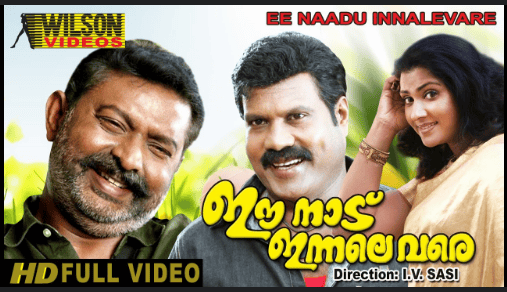 WILSON
VIDEOS
EE NAADU INNALEVARE
ഈ നാട്
ഇന്നലെ വരെ
Direction: I.V. SASI
HD FULL VIDEO